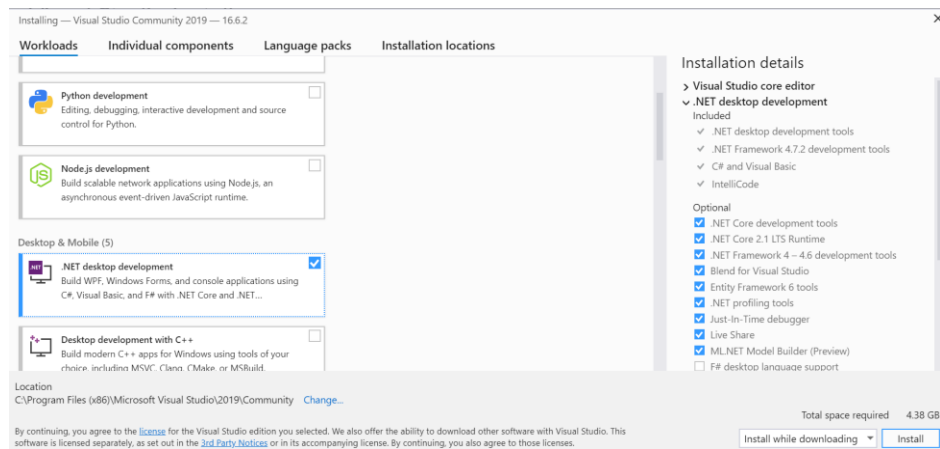 Installing — Visual Studio Community 2019 — 16.6.2
Workloads
Individual components
Language packs
Installation locations
Python development
Editing, debugging, interactive development and source
control for Python.
Node.js development
Build scalable network applications using Node.js, an
asynchronous event-driven JavaScript runtime.
Desktop & Mobile (5)
.NET
.NET desktop development
Build WPF, Windows Forms, and console applications using
C#, Visual Basic, and F# with .NET Core and .NET...
Desktop development with C++
Build modern C++ apps for Windows using tools of your
choice, including MSVC, Clang, CMake, or MSBuild.
Installation details
Visual Studio core editor
.NET desktop development
Included
.NET desktop development tools
.NET Framework 4.7.2 development tools
C# and Visual Basic
IntelliCode
Optional
.NET Core development tools
.NET Core 2.1 LTS Runtime
.NET Framework 4 – 4.6 development tools
Blend for Visual Studio
Entity Framework 6 tools
.NET profiling tools
Just-In-Time debugger
Live Share
ML.NET Model Builder (Preview)
F# desktop language support
Location
C:\Program Files (x86)\Microsoft Visual Studio\2019\Community Change...
By continuing, you agree to the license for the Visual Studio edition you selected. We also offer the ability to download other software with Visual Studio. This
software is licensed separately, as set out in the 3rd Party Notices or in its accompanying license. By continuing, you also agree to those licenses.
Total space required 4.38 GB
Install while downloading
Install